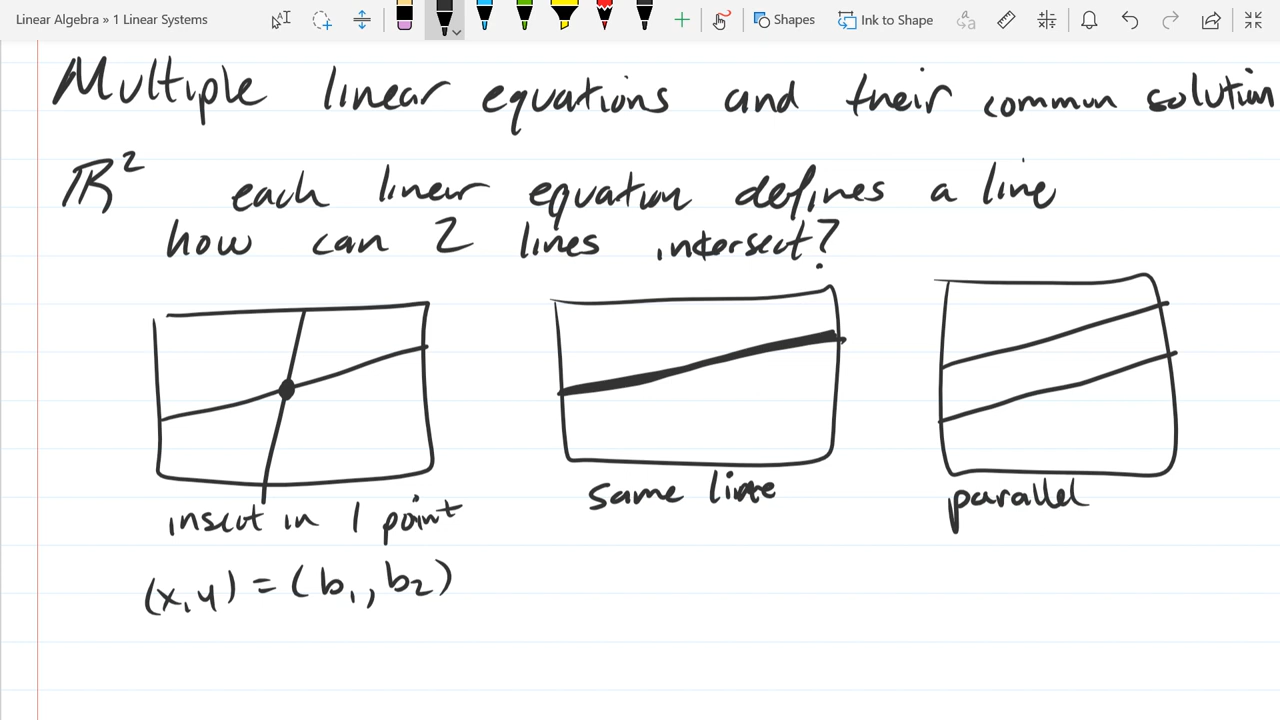 Linear Algebra » 1 Linear Systems
Shapes
Ink to Shape
Multiple linear equations and their common solution
ℝ² each linear equation defines a line
how can 2 lines intersect?
insect in 1 point
same line
parallel
(x,y) = (b₁, b₂)